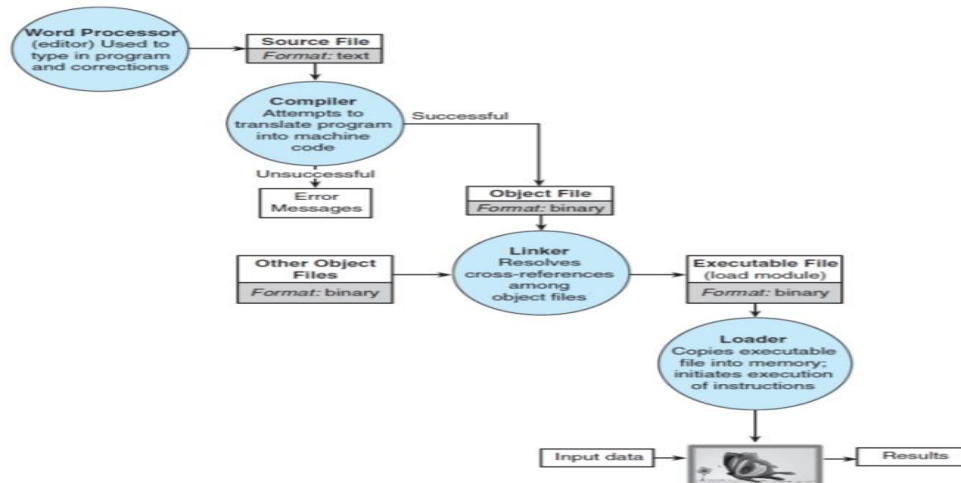 Word Processor
(editor) Used to
type in program
and corrections
Source File
Format: text
Compiler
Attempts to
translate program
into machine
code
Successful
Unsuccessful
Error
Messages
Object File
Format: binary
Other Object
Files
Format: binary
Linker
Resolves
cross-references
among
object files
Executable File
(load module)
Format: binary
Loader
Copies executable
file into memory;
initiates execution
of instructions
Input data
Results